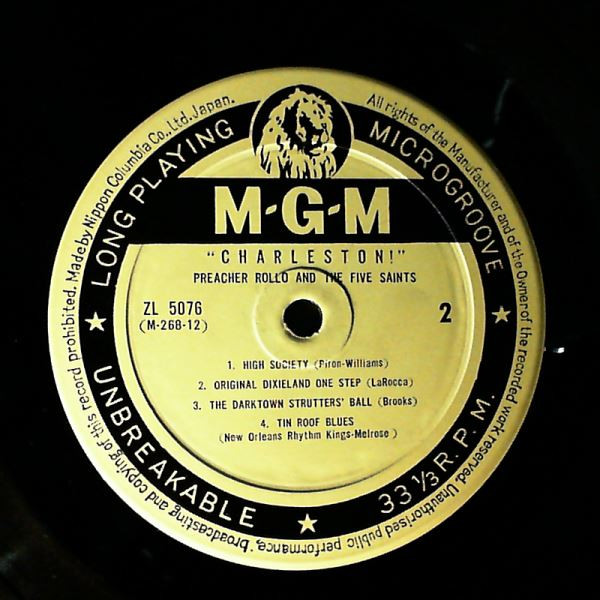 All rights of the Manufacturer and of the Owner of the recorded work reserved. Unauthorised public performance, broadcasting and copying of this record prohibited. Made by Nippon Columbia Co., Ltd. Japan.
LONG PLAYING
MICROGROOVE
M-G-M
"CHARLESTON!"
PREACHER ROLLO AND THE FIVE SAINTS
ZL 5076
(M-268-12)
2
1. HIGH SOCIETY (Piron-Williams)
2. ORIGINAL DIXIELAND ONE STEP (LaRocca)
3. THE DARKTOWN STRUTTERS' BALL (Brooks)
4. TIN ROOF BLUES
(New Orleans Rhythm Kings-Melrose)
UNBREAKABLE
33 1/3 R.P.M.